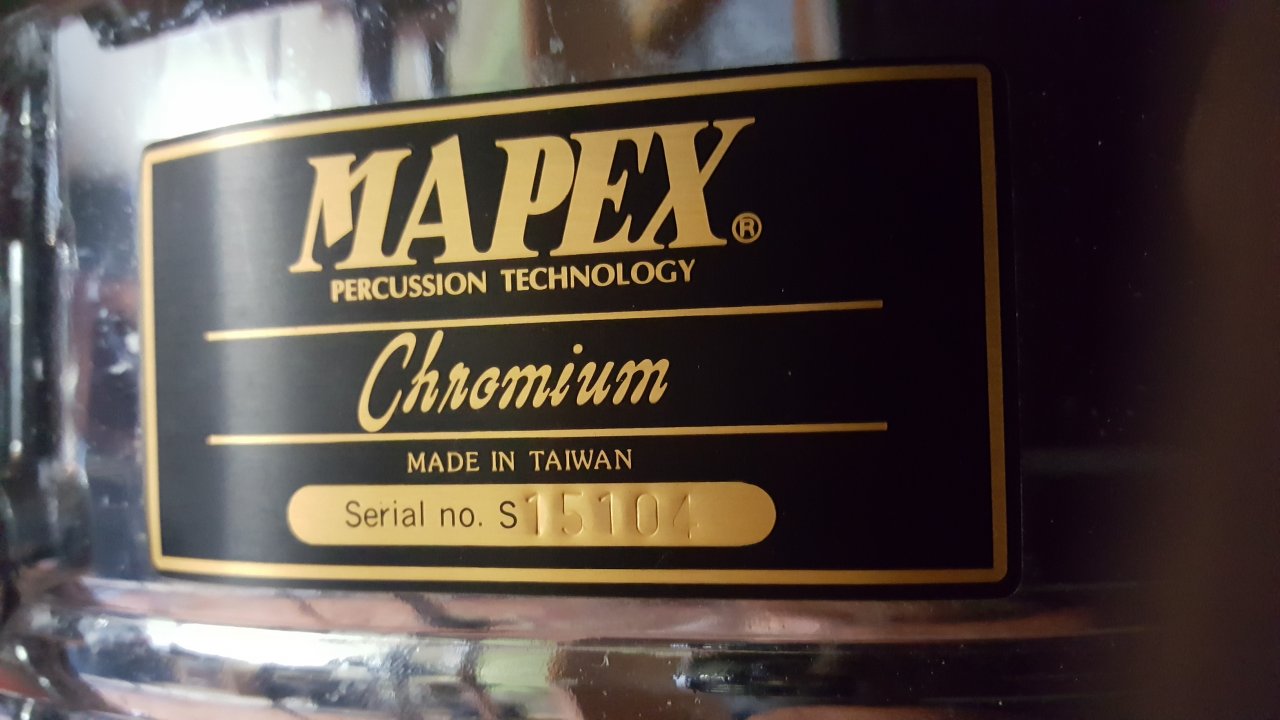 MAPEX®
PERCUSSION TECHNOLOGY
Chromium
MADE IN TAIWAN
Serial no. S15104